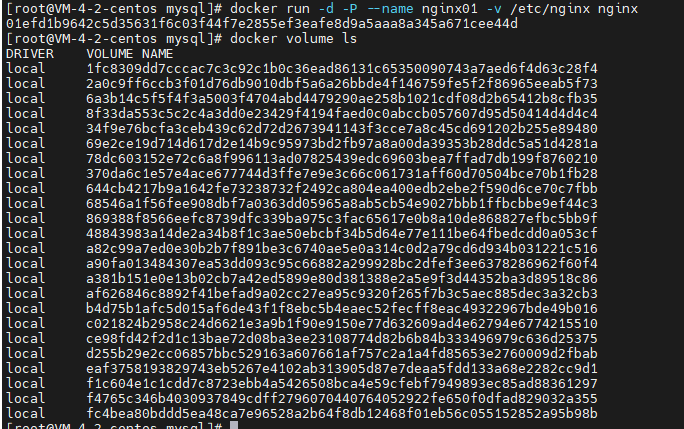 [root@VM-4-2-centos mysql]# docker run -d -P --name nginx01 -v /etc/nginx nginx
01efd1b9642c5d35631f6c03f44f7e2855ef3eafe8d9a5aaa8a345a671cee44d
[root@VM-4-2-centos mysql]# docker volume ls
DRIVER    VOLUME NAME
local     1fc8309dd7cccac7c3c92c1b0c36ead86131c65350090743a7aed6f4d63c28f4
local     2a0c9ff6ccb3f01d76db9010dbf5a6a26bbde4f146759fe5f2f86965eeab5f73
local     6a3b14c5f5f4f3a5003f4704abd4479290ae258b1021cdf08d2b65412b8cfb35
local     8f33da553c5c2c4a3dd0e23429f4194faed0c0abccb057607d95d50414d4d4c4
local     34f9e76bcfa3ceb439c62d72d2673941143f3cce7a8c45cd691202b255e89480
local     69e2ce19d714d617d2e14b9c95973bd2fb97a8a00da39353b28ddc5a51d4281a
local     78dc603152e72c6a8f996113ad07825439edc69603bea7ffad7db199f8760210
local     370da6c1e57e4ace677744d3ffe7e9e3c66c061731aff60d70504bce70b1fb28
local     644cb4217b9a1642fe73238732f2492ca804ea400edb2ebe2f590d6ce70c7fbb
local     68546a1f56fee908dbf7a0363dd05965a8ab5cb54e9027bbb1ffbcbbe9ef44c3
local     869388f8566eefc8739dfc339ba975c3fac65617e0b8a10de868827efbc5bb9f
local     48843983a14de2a34b8f1c3ae50ebcbf34b5d64e77e111be64fbedcdd0a053cf
local     a82c99a7ed0e30b2b7f891be3c6740ae5e0a314c0d2a79cd6d934b031221c516
local     a90fa013484307ea53dd093c95c66882a299928bc2dfef3ee6378286962f60f4
local     a381b151e0e13b02cb7a42ed5899e80d381388e2a5e9f3d44352ba3d89518c86
local     af626846c8892f41befad9a02cc27ea95c9320f265f7b3c5aec885dec3a32cb3
local     b4d75b1afc5d015af6de43f1f8ebc5b4eaec52fecff8eac49322967bde49b016
local     c021824b2958c24d6621e3a9b1f90e9150e77d632609ad4e62794e6774215510
local     ce98fd42f2d1c13bae72d08ba3ee23108774d82b6b84b333496979c636d25375
local     d255b29e2cc06857bbc529163a607661af757c2a1a4fd85653e2760009d2fbab
local     eaf3758193829743eb5267e4102ab313905d87e7deaa5fdd133a68e2282cc9d1
local     f1c604e1c1cdd7c8723ebb4a5426508bca4e59cfebf7949893ec85ad88361297
local     f4765c346b4030937849cdff2796070440764052922fe650f0dfad829032a355
local     fc4bea80bddd5ea48ca7e96528a2b64f8db12468f01eb56c055152852a95b98b
[root@VM-4-2-centos mysql]#